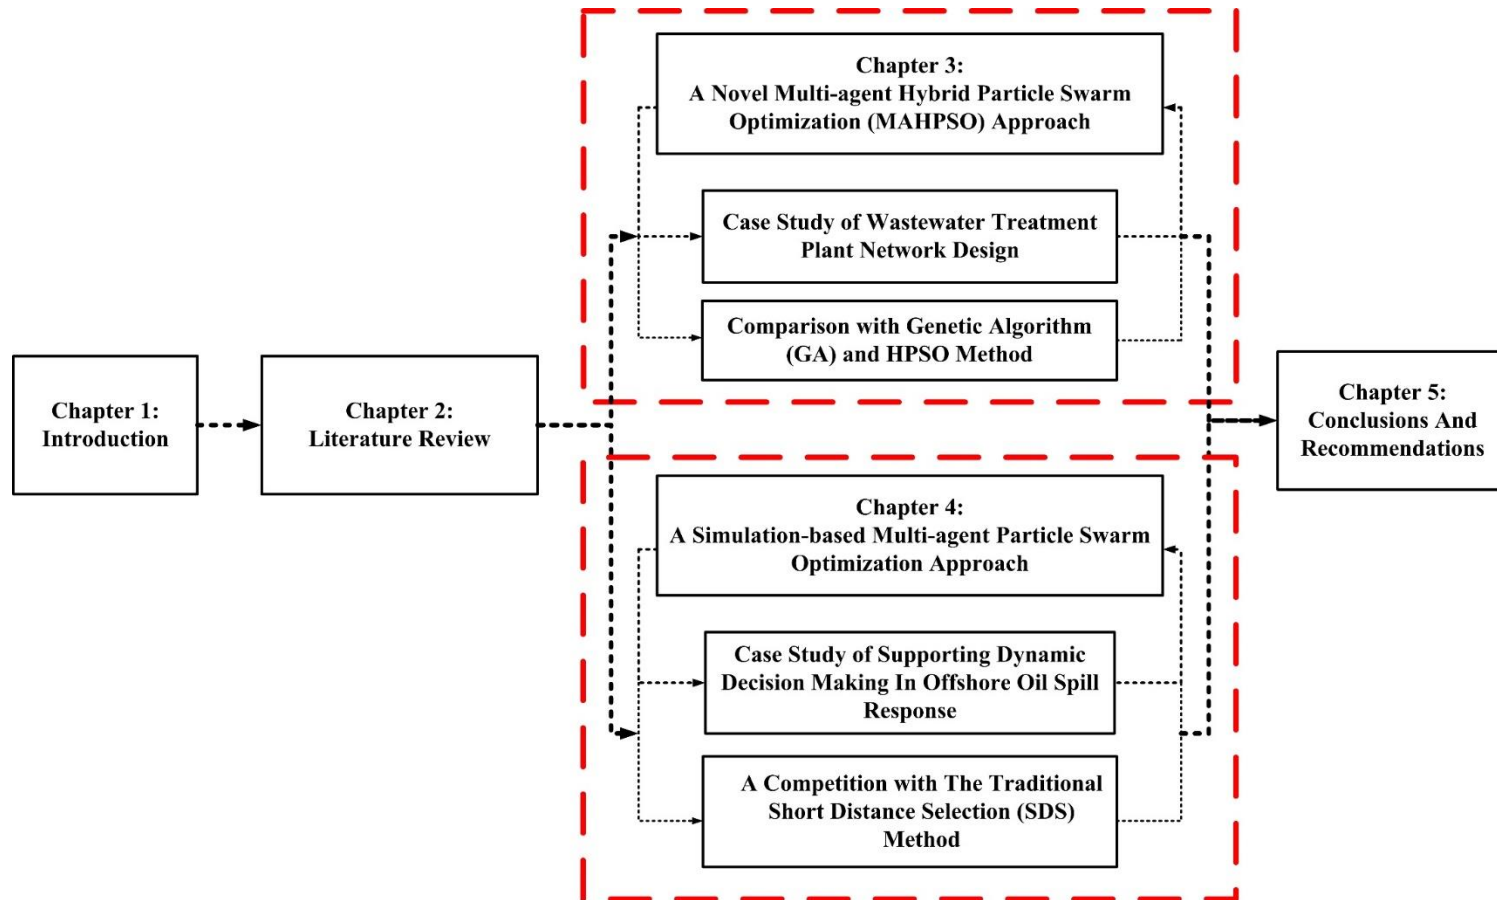 Chapter 1:
Introduction
Chapter 2:
Literature Review
Chapter 3:
A Novel Multi-agent Hybrid Particle Swarm
Optimization (MAHPSO) Approach
Case Study of Wastewater Treatment
Plant Network Design
Comparison with Genetic Algorithm
(GA) and HPSO Method
Chapter 4:
A Simulation-based Multi-agent Particle Swarm
Optimization Approach
Case Study of Supporting Dynamic
Decision Making In Offshore Oil Spill
Response
A Competition with The Traditional
Short Distance Selection (SDS)
Method
Chapter 5:
Conclusions And
Recommendations